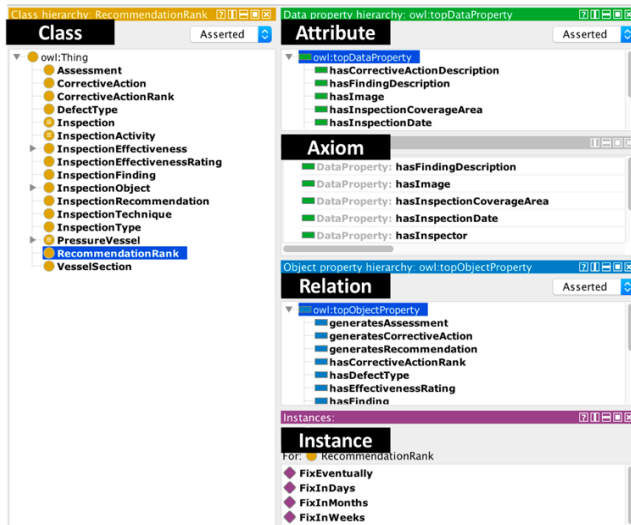 Class hierarchy: RecommendationRank
Class
Asserted
owl:Thing
Assessment
CorrectiveAction
CorrectiveActionRank
DefectType
Inspection
InspectionActivity
InspectionEffectiveness
InspectionEffectivenessRating
InspectionFinding
InspectionObject
InspectionRecommendation
InspectionTechnique
InspectionType
PressureVessel
RecommendationRank
VesselSection
Data property hierarchy: owl:topDataProperty
Attribute
Asserted
owl:topDataProperty
hasCorrectiveActionDescription
hasFindingDescription
hasImage
hasInspectionCoverageArea
hasInspectionDate
Axiom
DataProperty: hasFindingDescription
DataProperty: hasImage
DataProperty: hasInspectionCoverageArea
DataProperty: hasInspectionDate
DataProperty: hasInspector
Object property hierarchy: owl:topObjectProperty
Relation
Asserted
owl:topObjectProperty
generatesAssessment
generatesCorrectiveAction
generatesRecommendation
hasCorrectiveActionRank
hasDefectType
hasEffectivenessRating
hasFinding
Instances:
Instance
For: RecommendationRank
FixEventually
FixInDays
FixInMonths
FixInWeeks